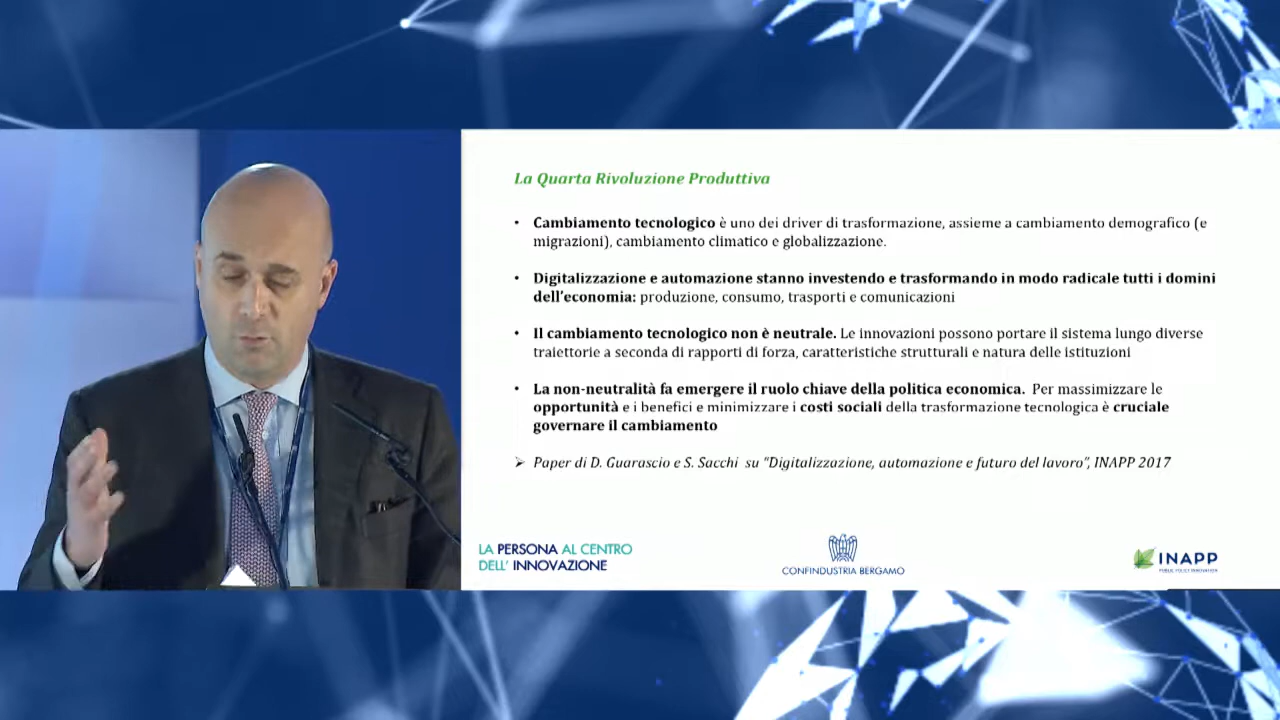 La Quarta Rivoluzione Produttiva
• Cambiamento tecnologico è uno dei driver di trasformazione, assieme a cambiamento demografico (e
migrazioni), cambiamento climatico e globalizzazione.
• Digitalizzazione e automazione stanno investendo e trasformando in modo radicale tutti i domini
dell'economia: produzione, consumo, trasporti e comunicazioni
• Il cambiamento tecnologico non è neutrale. Le innovazioni possono portare il sistema lungo diverse
traiettorie a seconda di rapporti di forza, caratteristiche strutturali e natura delle istituzioni
• La non-neutralità fa emergere il ruolo chiave della politica economica. Per massimizzare le
opportunità e i benefici e minimizzare i costi sociali della trasformazione tecnologica è cruciale
governare il cambiamento
➢ Paper di D. Guarascio e S. Sacchi su "Digitalizzazione, automazione e futuro del lavoro", INAPP 2017
LA PERSONA AL CENTRO
DELL' INNOVAZIONE
CONFINDUSTRIA BERGAMO
INAPP
PUBLIC POLICY INNOVATION